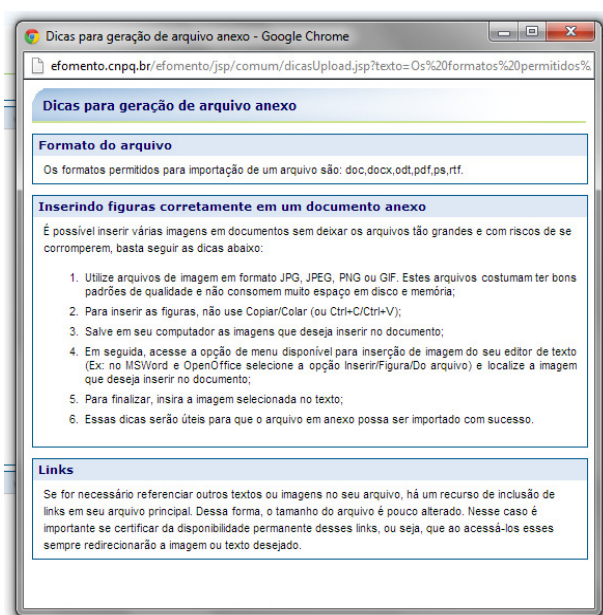 Dicas para geração de arquivo anexo - Google Chrome
efomento.cnpq.br/efomento/jsp/comum/dicasUpload.jsp?texto=Os%20formatos%20permitidos%
Dicas para geração de arquivo anexo
Formato do arquivo
Os formatos permitidos para importação de um arquivo são: doc,docx,odt,pdf,ps,rtf.
Inserindo figuras corretamente em um documento anexo
É possível inserir várias imagens em documentos sem deixar os arquivos tão grandes e com riscos de se
corromperem, basta seguir as dicas abaixo:
1. Utilize arquivos de imagem em formato JPG, JPEG, PNG ou GIF. Estes arquivos costumam ter bons
padrões de qualidade e não consomem muito espaço em disco e memória;
2. Para inserir as figuras, não use Copiar/Colar (ou Ctrl+C/Ctrl+V);
3. Salve em seu computador as imagens que deseja inserir no documento;
4. Em seguida, acesse a opção de menu disponível para inserção de imagem do seu editor de texto
(Ex: no MSWord e OpenOffice selecione a opção Inserir/Figura/Do arquivo) e localize a imagem
que deseja inserir no documento;
5. Para finalizar, insira a imagem selecionada no texto;
6. Essas dicas serão úteis para que o arquivo em anexo possa ser importado com sucesso.
Links
Se for necessário referenciar outros textos ou imagens no seu arquivo, há um recurso de inclusão de
links em seu arquivo principal. Dessa forma, o tamanho do arquivo é pouco alterado. Nesse caso é
importante se certificar da disponibilidade permanente desses links, ou seja, que ao acessá-los esses
sempre redirecionarão a imagem ou texto desejado.